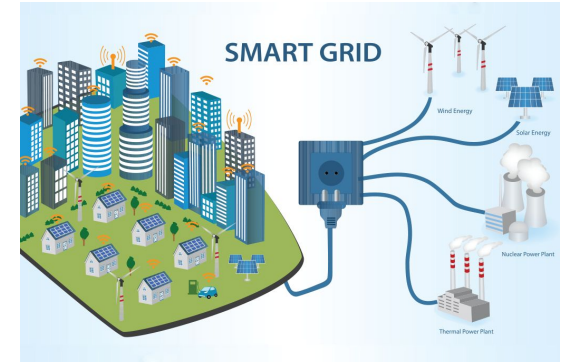 SMART GRID
Wind Energy
Solar Energy
Nuclear Power Plant
Thermal Power Plant